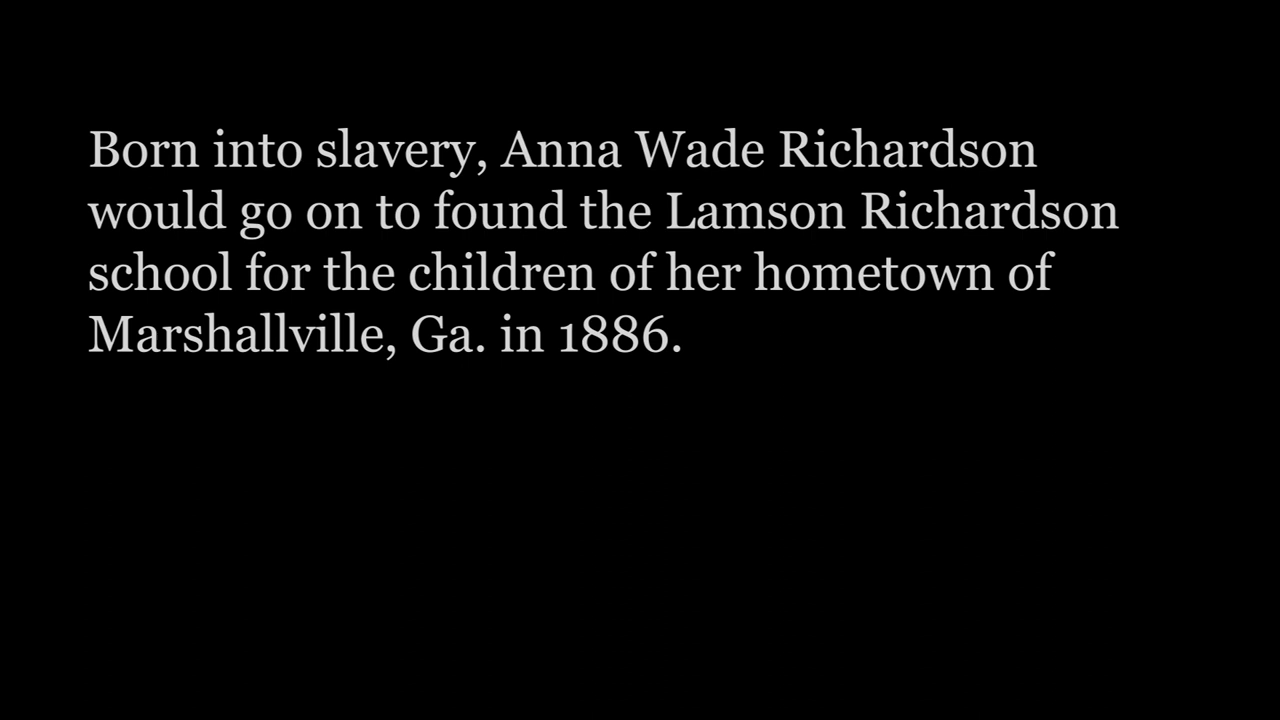 Born into slavery, Anna Wade Richardson
would go on to found the Lamson Richardson
school for the children of her hometown of
Marshallville, Ga. in 1886.